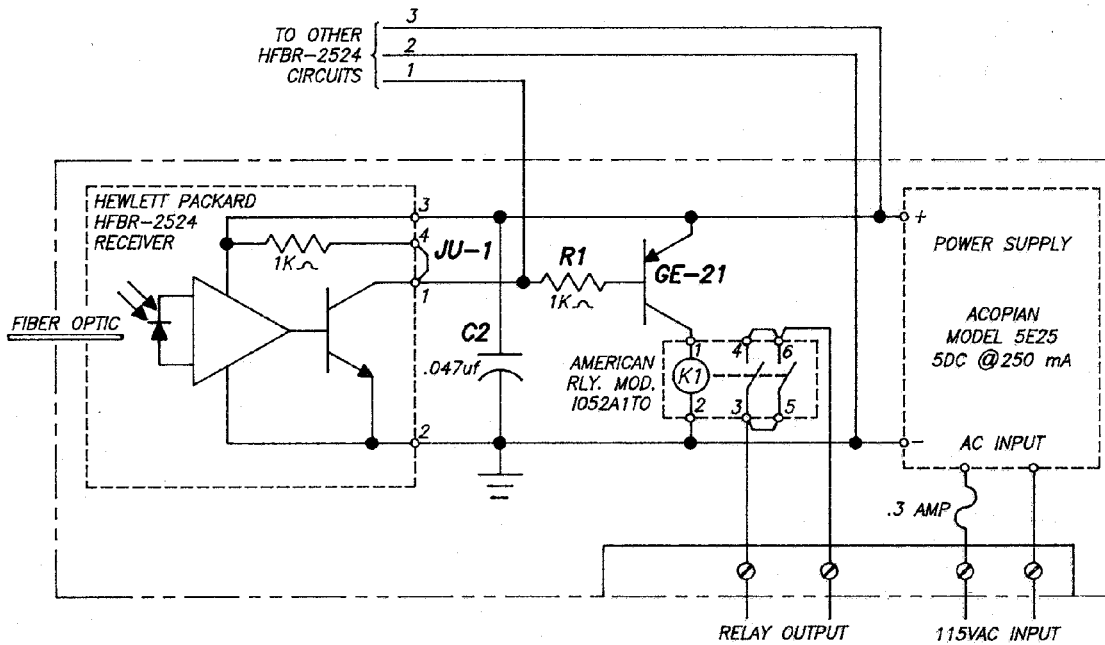 3
TO OTHER
HFBR-2524
CIRCUITS
2
1
HEWLETT PACKARD
HFBR-2524
RECEIVER
3
4
1K⌒
JU-1
1
R1
1K⌒
GE-21
+
POWER SUPPLY
ACOPIAN
MODEL 5E25
5DC @ 250 mA
FIBER OPTIC
C2
.047uf
AMERICAN
RLY. MOD.
1052A1TO
1
4
6
K1
2
3
5
2
-
AC INPUT
.3 AMP
RELAY OUTPUT
115VAC INPUT